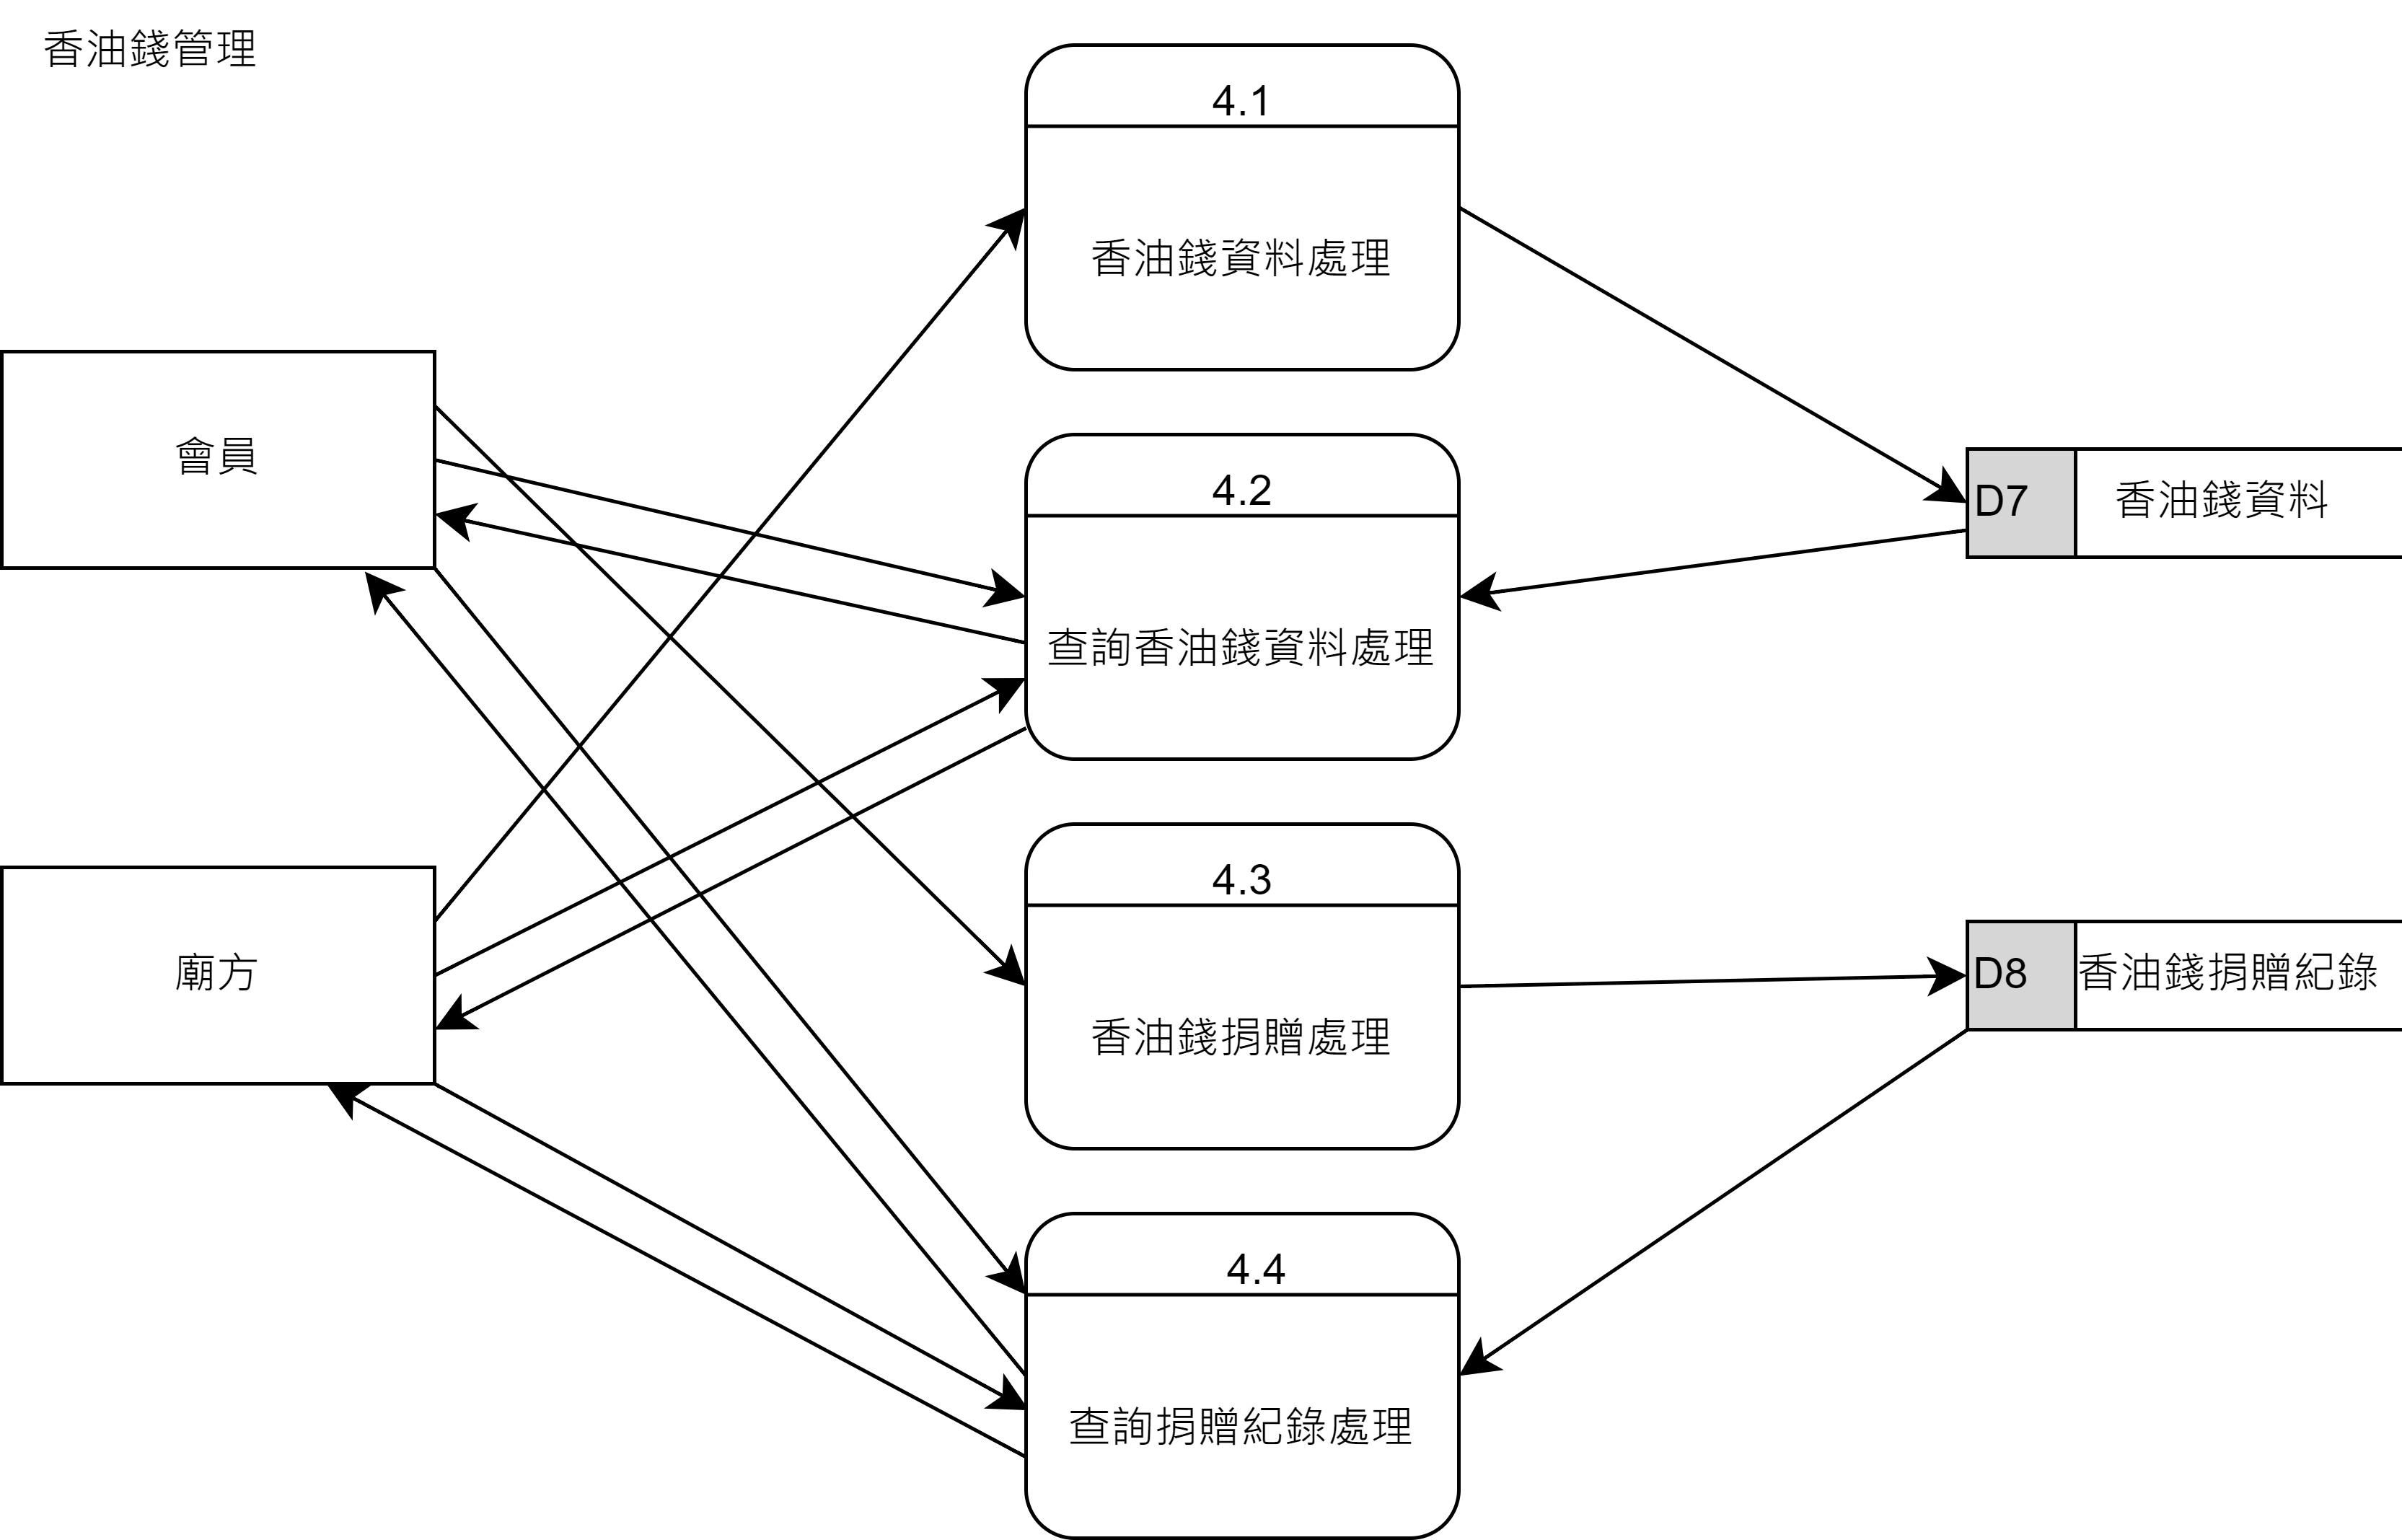 香油錢管理
4.1
香油錢資料處理
會員
4.2
查詢香油錢資料處理
D7
香油錢資料
廟方
4.3
香油錢捐贈處理
D8
香油錢捐贈紀錄
4.4
查詢捐贈紀錄處理